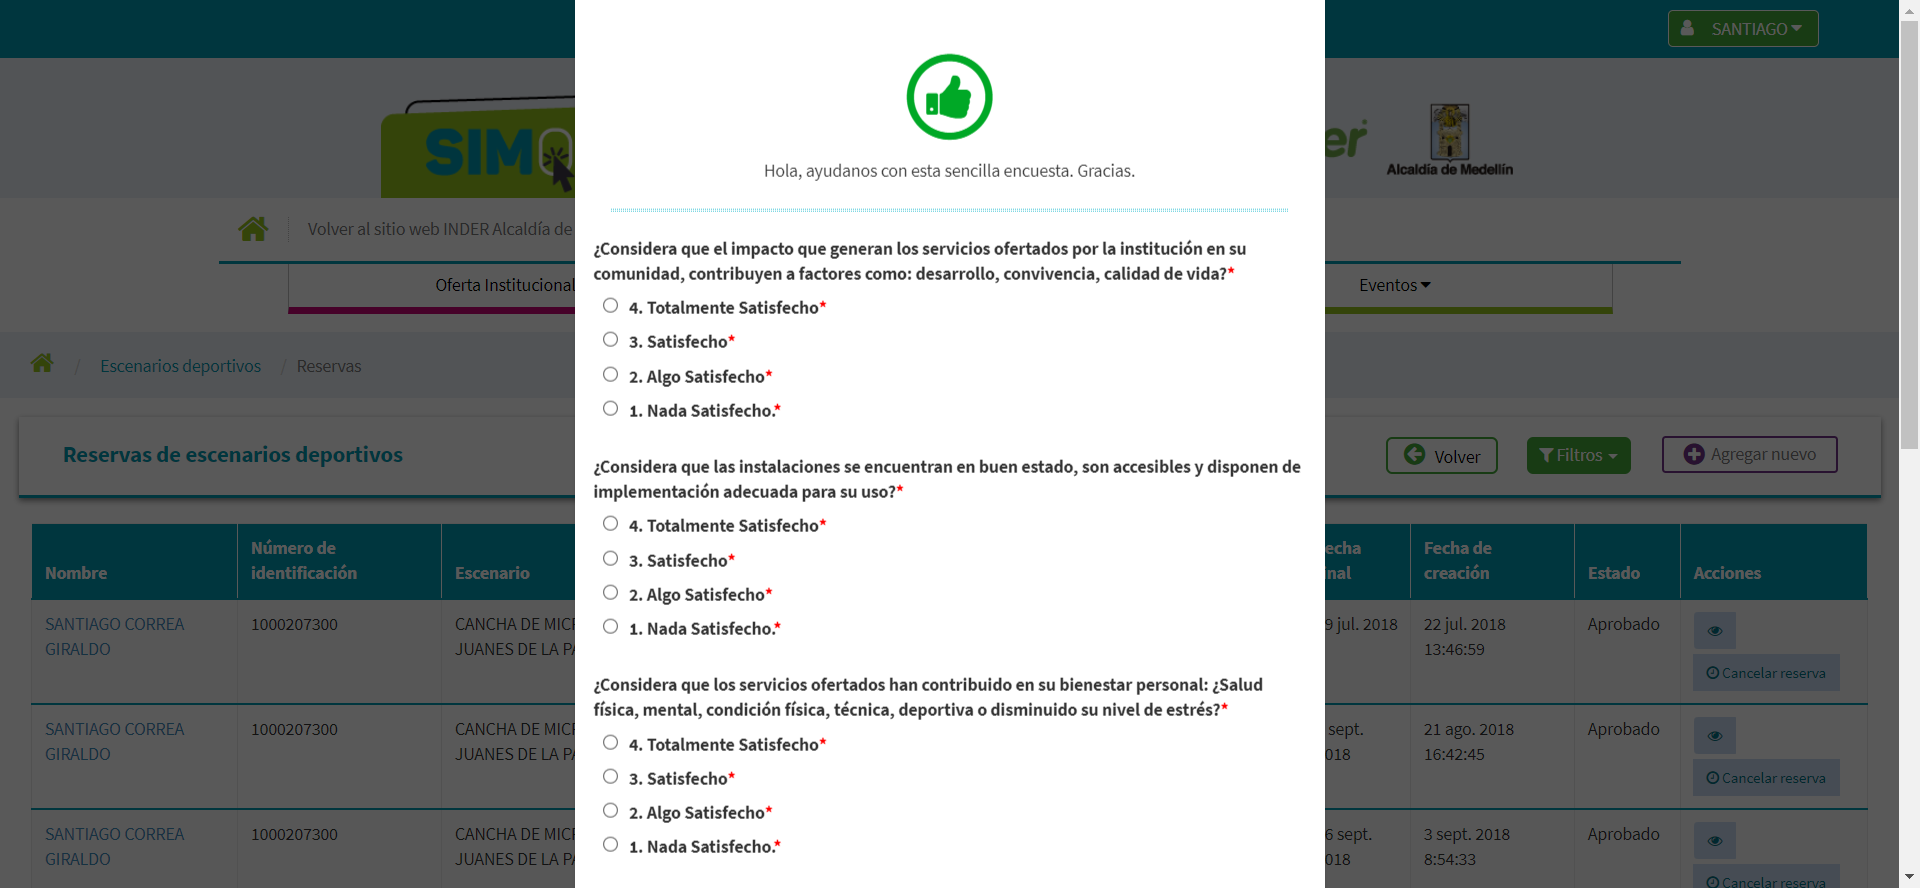 SANTIAGO
SIMO
er
Alcaldía de Medellín
Hola, ayudanos con esta sencilla encuesta. Gracias.
Volver al sitio web INDER Alcaldía de
Oferta Institucional
Eventos
Escenarios deportivos / Reservas
¿Considera que el impacto que generan los servicios ofertados por la institución en su
comunidad, contribuyen a factores como: desarrollo, convivencia, calidad de vida?*
4. Totalmente Satisfecho*
3. Satisfecho*
2. Algo Satisfecho*
1. Nada Satisfecho.*
Reservas de escenarios deportivos
Volver
Filtros
Agregar nuevo
¿Considera que las instalaciones se encuentran en buen estado, son accesibles y disponen de
implementación adecuada para su uso?*
4. Totalmente Satisfecho*
3. Satisfecho*
2. Algo Satisfecho*
1. Nada Satisfecho.*
¿Considera que los servicios ofertados han contribuido en su bienestar personal: ¿Salud
física, mental, condición física, técnica, deportiva o disminuido su nivel de estrés?*
4. Totalmente Satisfecho*
3. Satisfecho*
2. Algo Satisfecho*
1. Nada Satisfecho.*
Nombre
Número de
identificación
Escenario
echa
inal
Fecha de
creación
Estado
Acciones
SANTIAGO CORREA
GIRALDO
1000207300
CANCHA DE MIC
JUANES DE LA PA
9 jul. 2018
22 jul. 2018
13:46:59
Aprobado
Cancelar reserva
SANTIAGO CORREA
GIRALDO
1000207300
CANCHA DE MIC
JUANES DE LA PA
sept.
018
21 ago. 2018
16:42:45
Aprobado
Cancelar reserva
SANTIAGO CORREA
GIRALDO
1000207300
CANCHA DE MIC
JUANES DE LA PA
6 sept.
018
3 sept. 2018
8:54:33
Aprobado
Cancelar reserva